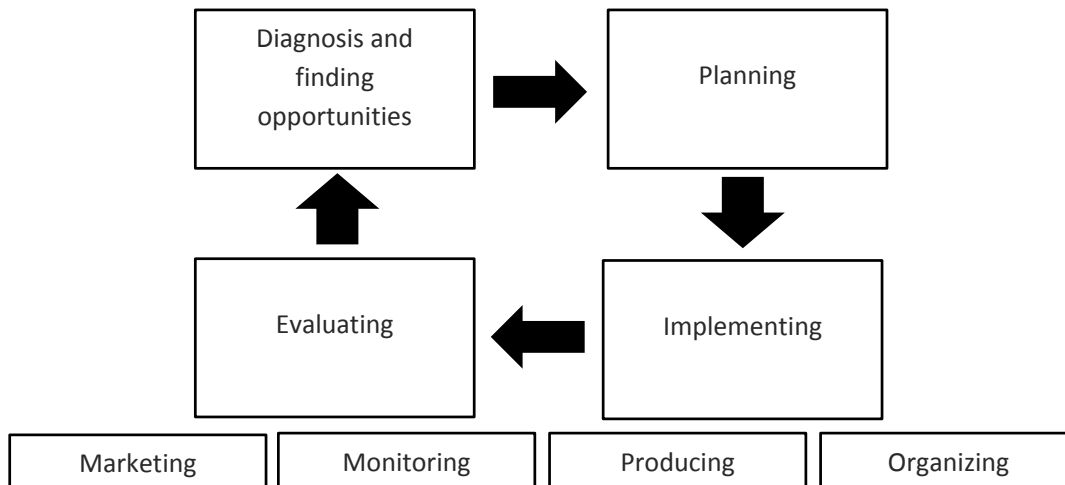 Diagnosis and
finding
opportunities
Planning
Evaluating
Implementing
Marketing
Monitoring
Producing
Organizing